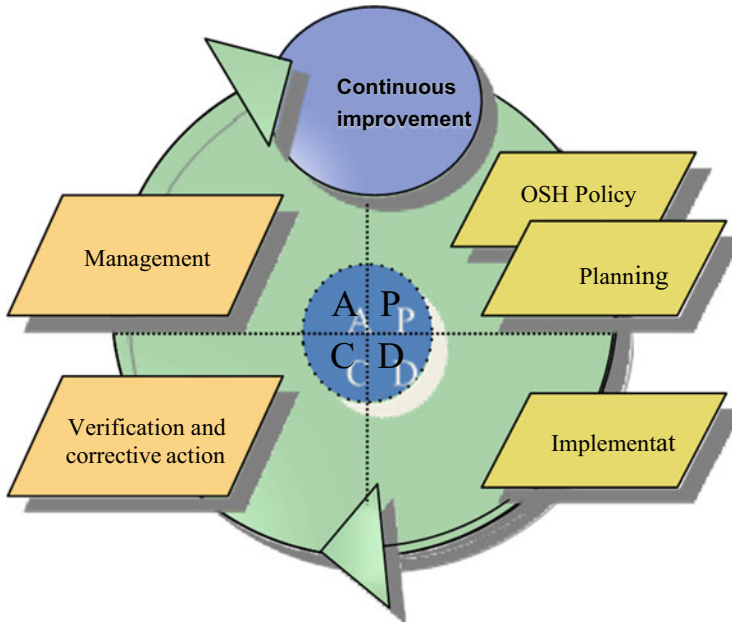 Continuous
improvement
OSH Policy
Management
Planning
A P
A P
C D
C D
Verification and
corrective action
Implementat